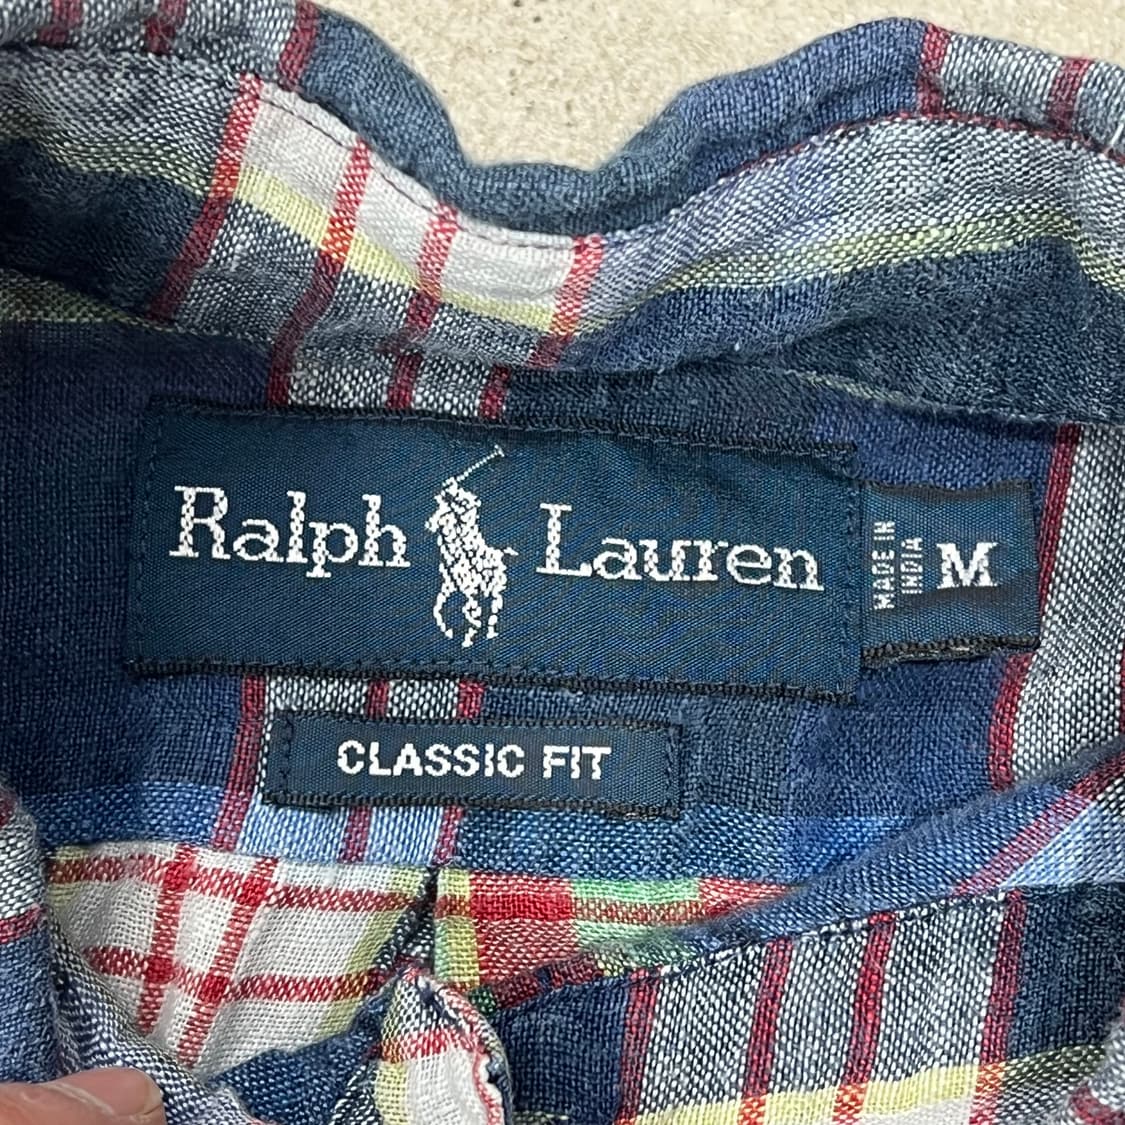 Ralph Lauren
MADE IN
INDIA
M
CLASSIC FIT